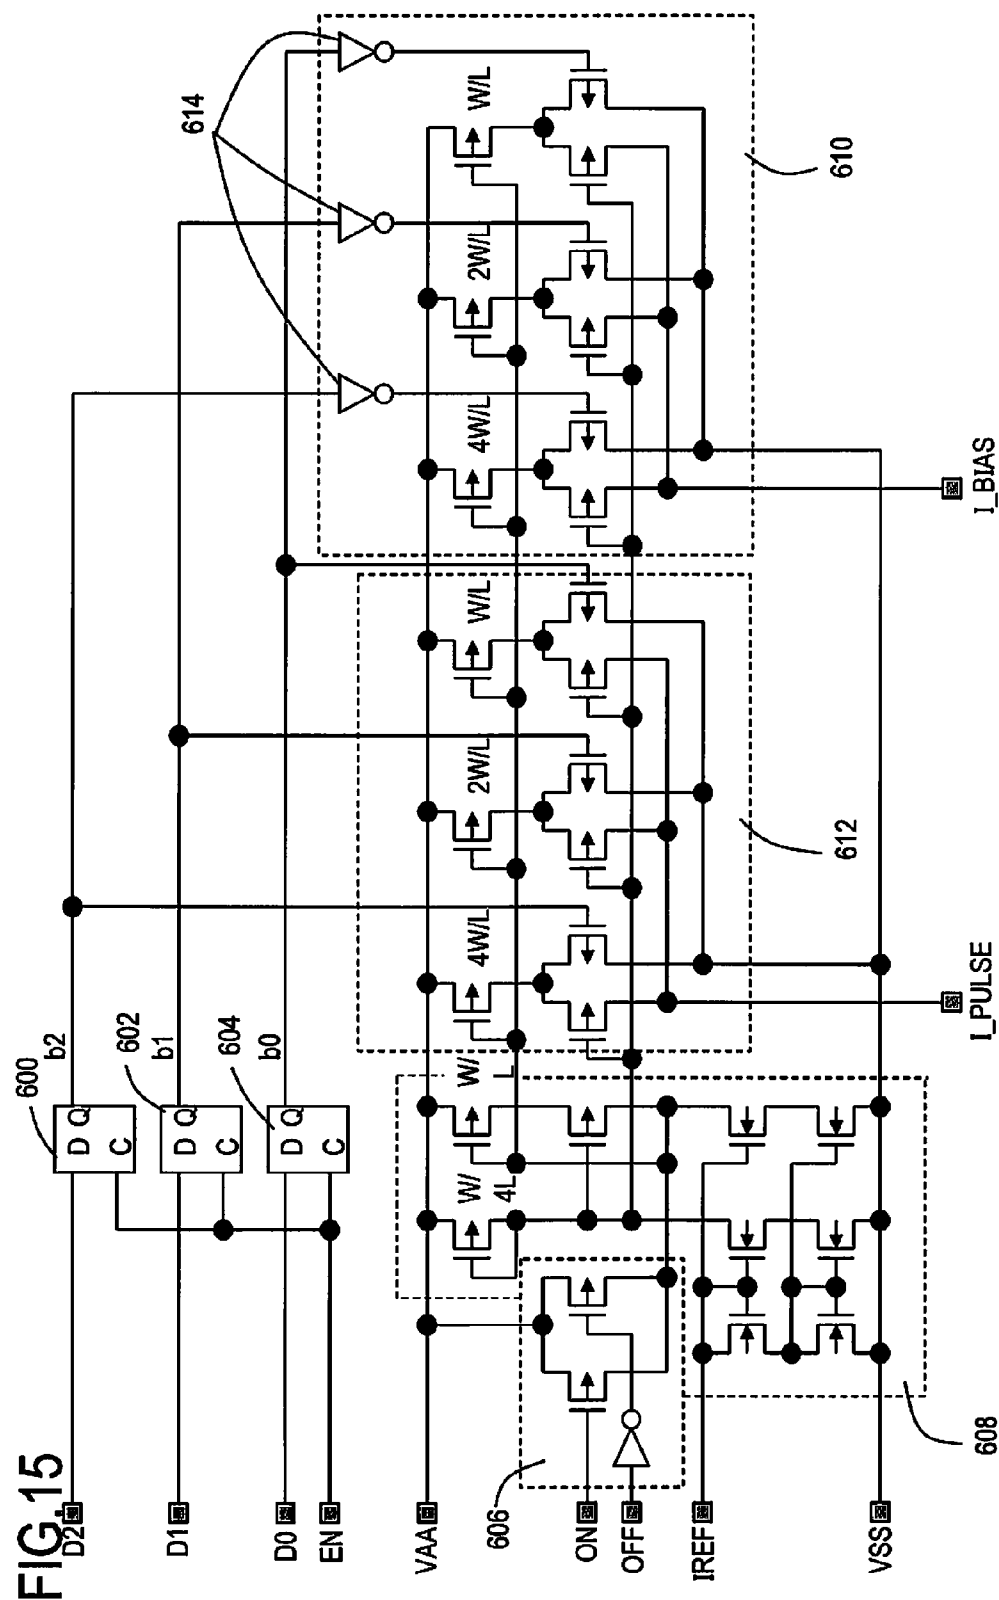 FIG.15
D2
D1
D0
EN
VAA
ON
OFF
IREF
VSS
600
602
604
606
608
610
612
614
b2
b1
b0
D Q
C
D Q
C
D Q
C
W/
4L
W/
L
4W/L
2W/L
W/L
4W/L
2W/L
W/L
I_PULSE
I_BIAS